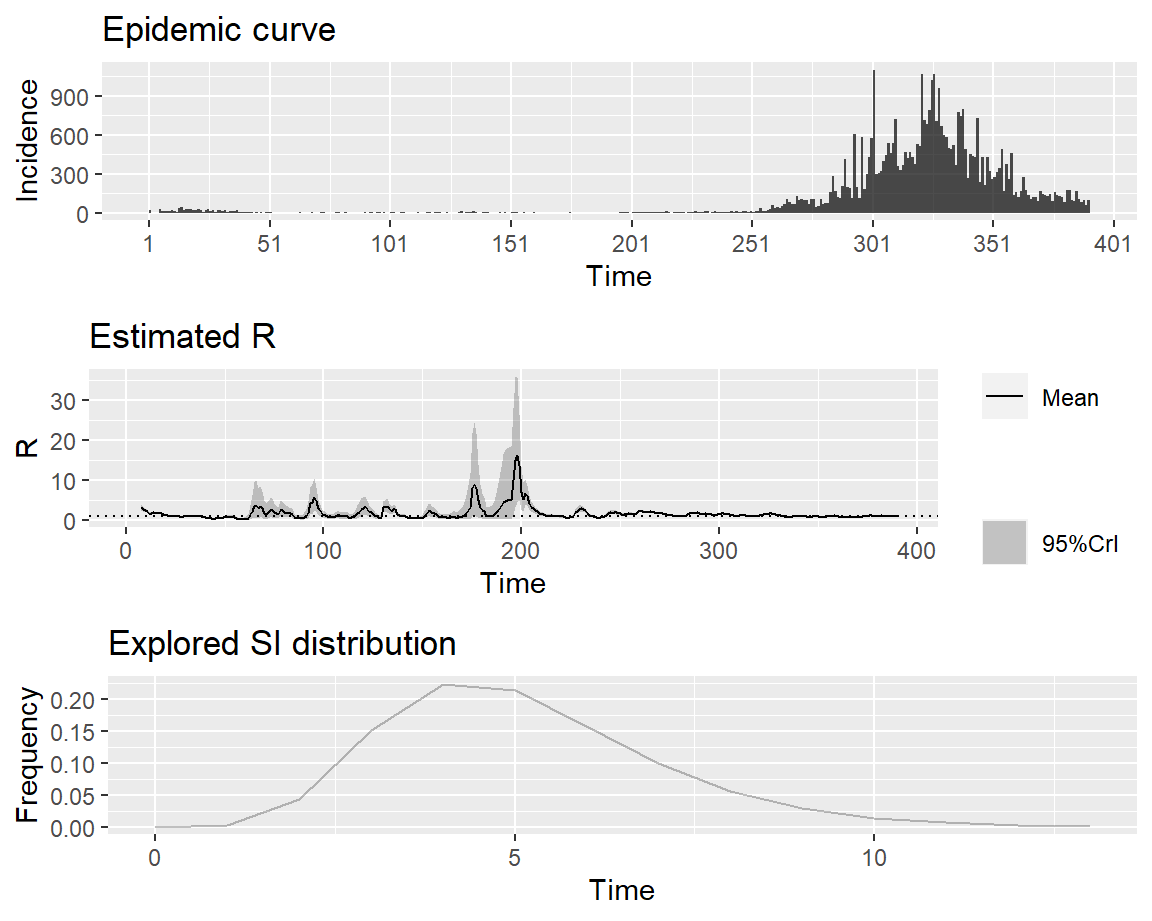 Epidemic curve
Incidence
900
600
300
0
1 51 101 151 201 251 301 351 401
Time
Estimated R
R
30
20
10
0
0 100 200 300 400
Time
Mean
95%CrI
Explored SI distribution
Frequency
0.20
0.15
0.10
0.05
0.00
0 5 10
Time